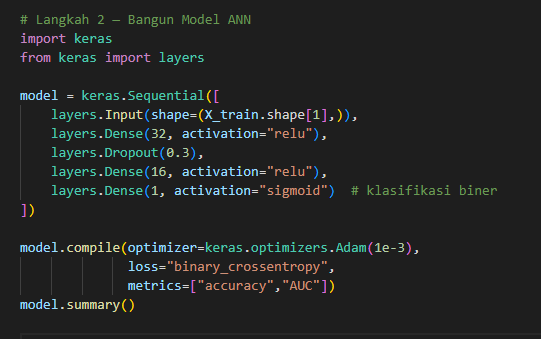 # Langkah 2 — Bangun Model ANN
import keras
from keras import layers

model = keras.Sequential([
    layers.Input(shape=(X_train.shape[1],)),
    layers.Dense(32, activation="relu"),
    layers.Dropout(0.3),
    layers.Dense(16, activation="relu"),
    layers.Dense(1, activation="sigmoid")  # klasifikasi biner
])

model.compile(optimizer=keras.optimizers.Adam(1e-3),
              loss="binary_crossentropy",
              metrics=["accuracy","AUC"])
model.summary()